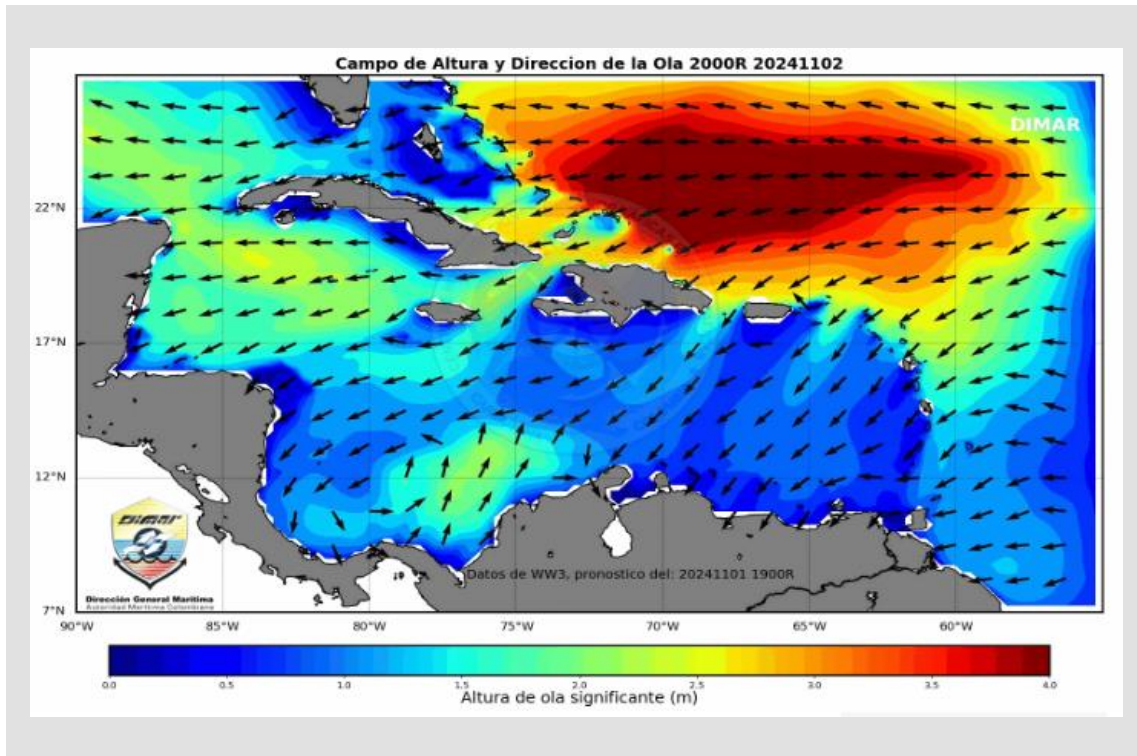 Campo de Altura y Direccion de la Ola 2000R 20241102
DIMAR
22°N
17°N
12°N
7°N
Dimar
Dirección General Marítima
Autoridad Marítima Colombiana
Datos de WW3, pronostico del: 20241101 1900R
90°W 85°W 80°W 75°W 70°W 65°W 60°W
0.0 0.5 1.0 1.5 2.0 2.5 3.0 3.5 4.0
Altura de ola significante (m)